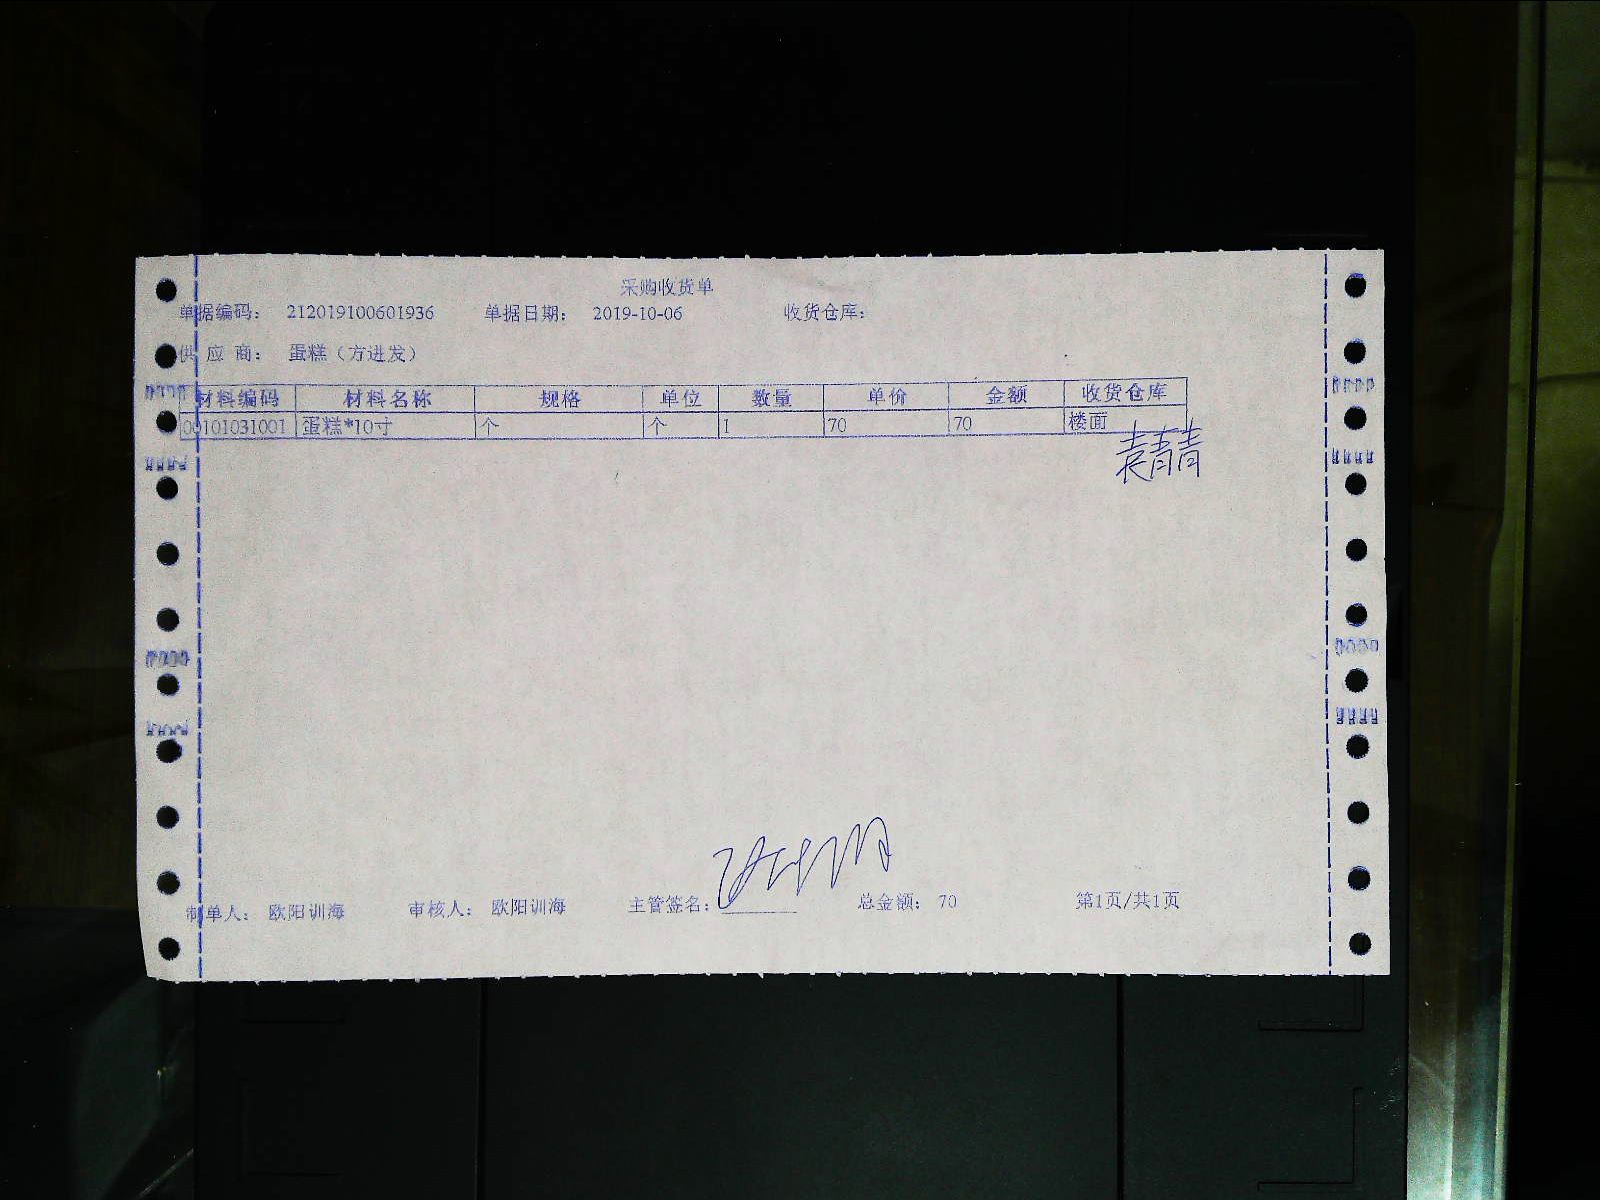 采购收货单
单据编码： 212019100601936 单据日期： 2019-10-06 收货仓库：
供 应 商： 蛋糕（方进发）
材料编码 材料名称 规格 单位 数量 单价 金额 收货仓库
00101031001 蛋糕*10寸 个 个 1 70 70 楼面
袁青青
制单人： 欧阳训海 审核人： 欧阳训海 主管签名： 总金额： 70 第1页/共1页